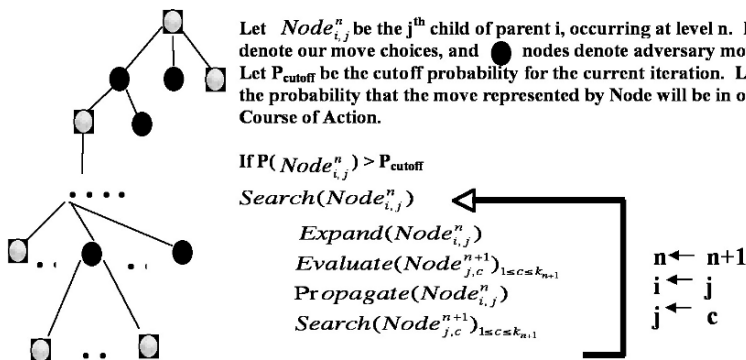 Let Node^n_{i,j} be the j^th child of parent i, occurring at level n.
denote our move choices, and nodes denote adversary mo
Let P_cutoff be the cutoff probability for the current iteration. L
the probability that the move represented by Node will be in o
Course of Action.
If P( Node^n_{i,j}) > P_cutoff
Search(Node^n_{i,j})
Expand(Node^n_{i,j})
Evaluate(Node^{n+1}_{j,c})_{1≤c≤k_{n+1}}
Propagate(Node^n_{i,j})
Search(Node^{n+1}_{j,c})_{1≤c≤k_{n+1}}
n ← n+1
i ← j
j ← c